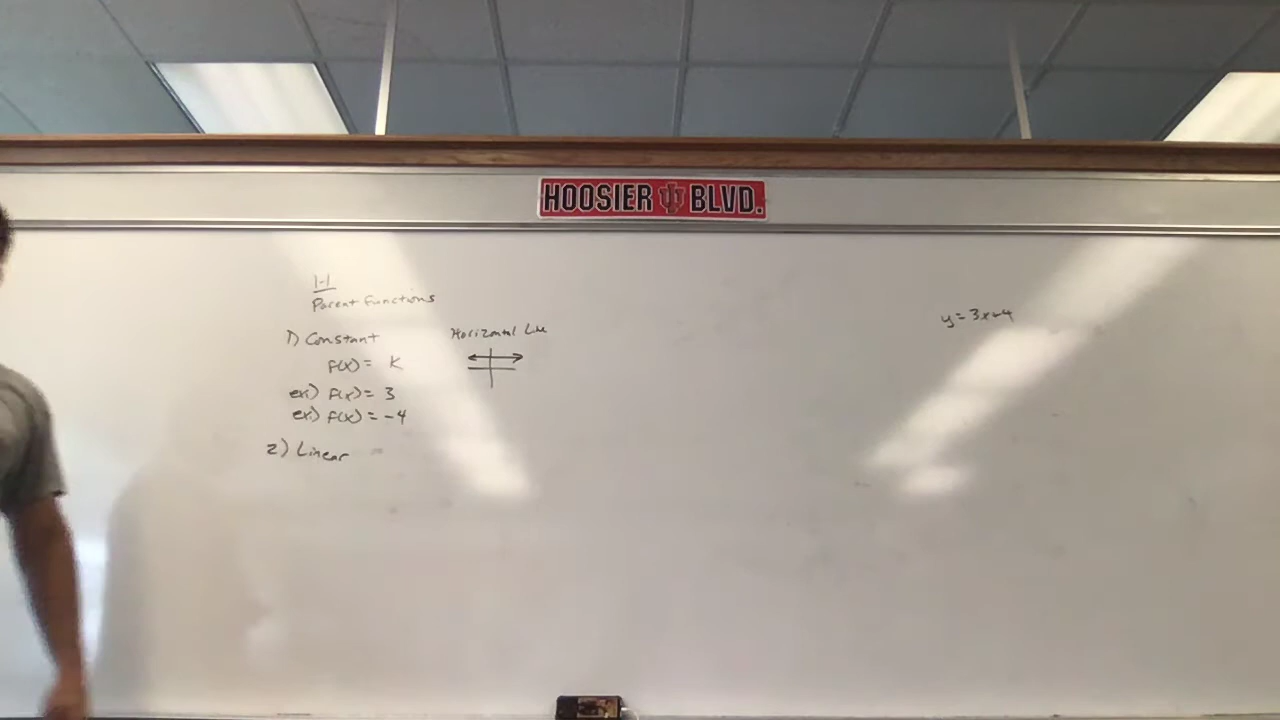 HOOSIER BLVD.
1-1
Parent Functions
1) Constant Horizontal Line
f(x) = K
ex.) f(x) = 3
ex.) f(x) = -4
2) Linear
y = 3x-4